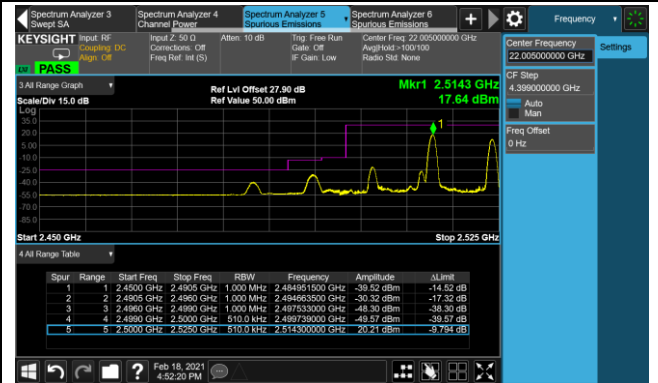 Spectrum Analyzer 3
Swept SA
Spectrum Analyzer 4
Channel Power
Spectrum Analyzer 5
Spurious Emissions
Spectrum Analyzer 6
Spurious Emissions
+
Frequency
KEYSIGHT
Input: RF
Coupling: DC
Align: Off
Input Z: 50 Ω
Corrections: Off
Freq Ref: Int (S)
Atten: 10 dB
Trig: Free Run
Gate: Off
IF Gain: Low
Center Freq: 22.005000000 GHz
Avg|Hold:>100/100
Radio Std: None
PASS
Center Frequency
22.005000000 GHz
Settings
CF Step
4.399000000 GHz
Auto
Man
Freq Offset
0 Hz
3 All Range Graph
Scale/Div 15.0 dB
Ref Lvl Offset 27.90 dB
Ref Value 50.00 dBm
Mkr1 2.5143 GHz
17.64 dBm
Log
35.0
20.0
5.00
-10.0
-25.0
-40.0
-55.0
-70.0
-85.0
1
Start 2.450 GHz
Stop 2.525 GHz
4 All Range Table
Spur Range Start Freq Stop Freq RBW Frequency Amplitude ΔLimit
1 1 2.4500 GHz 2.4905 GHz 1.000 MHz 2.484951500 GHz -39.52 dBm -14.52 dB
2 2 2.4905 GHz 2.4960 GHz 1.000 MHz 2.494663500 GHz -30.32 dBm -17.32 dB
3 3 2.4960 GHz 2.4990 GHz 1.000 MHz 2.497533000 GHz -48.30 dBm -38.30 dB
4 4 2.4990 GHz 2.5000 GHz 510.0 kHz 2.499739000 GHz -49.57 dBm -39.57 dB
5 5 2.5000 GHz 2.5250 GHz 510.0 kHz 2.514300000 GHz 20.21 dBm -9.794 dB
? Feb 18, 2021
4:52:20 PM